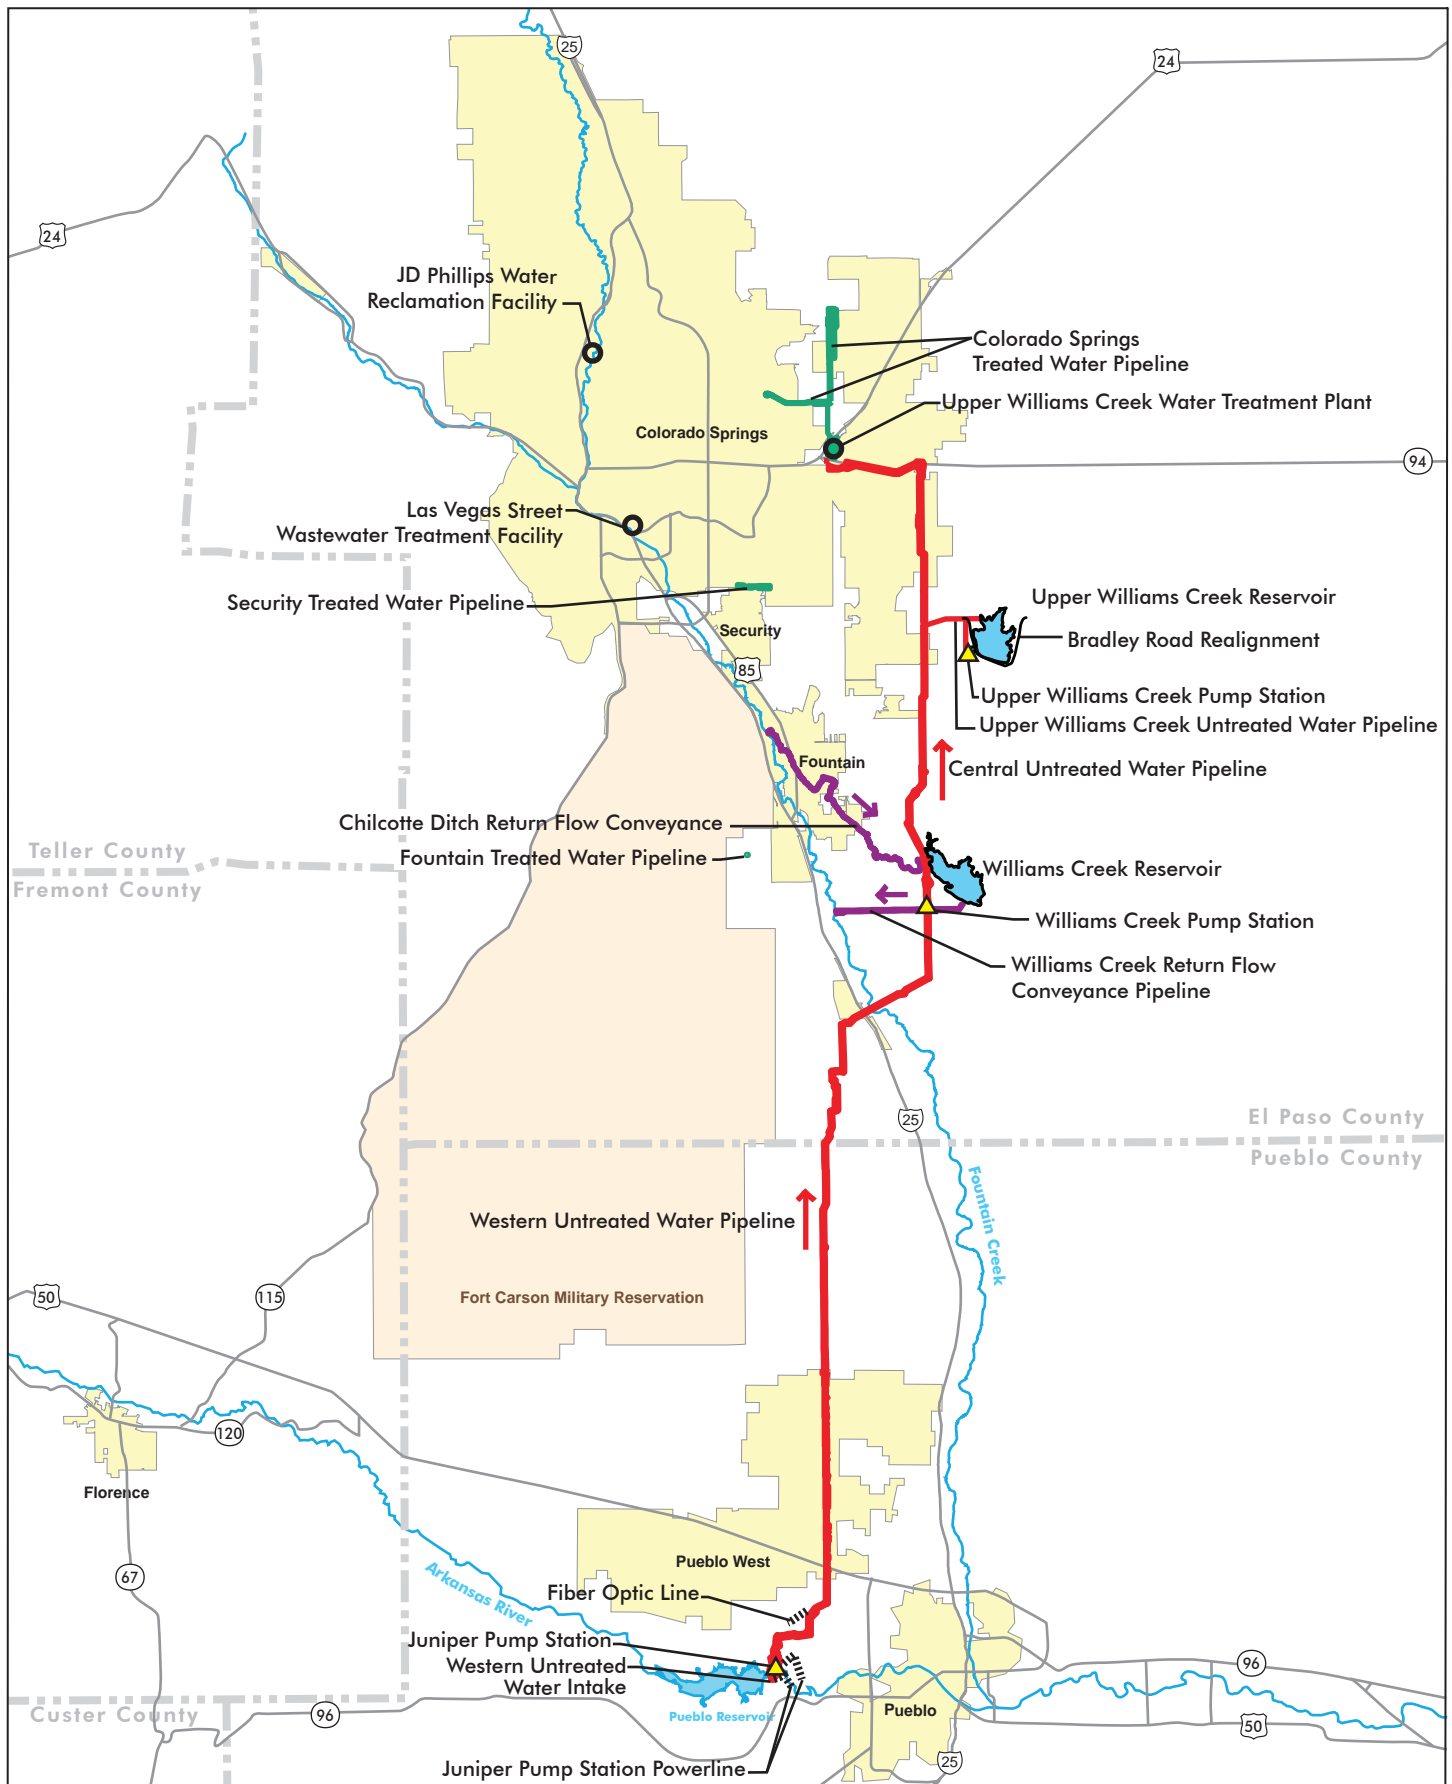 25
24
24
JD Phillips Water
Reclamation Facility
Colorado Springs
Treated Water Pipeline
Upper Williams Creek Water Treatment Plant
Colorado Springs
94
Las Vegas Street
Wastewater Treatment Facility
Security Treated Water Pipeline
Upper Williams Creek Reservoir
Security
Bradley Road Realignment
85
Upper Williams Creek Pump Station
Upper Williams Creek Untreated Water Pipeline
Fountain
Central Untreated Water Pipeline
Chilcotte Ditch Return Flow Conveyance
Teller County
Fountain Treated Water Pipeline
Williams Creek Reservoir
Fremont County
Williams Creek Pump Station
Williams Creek Return Flow
Conveyance Pipeline
25
El Paso County
Pueblo County
Fountain Creek
Western Untreated Water Pipeline
50
115
Fort Carson Military Reservation
120
Florence
Pueblo West
67
Arkansas River
Fiber Optic Line
Juniper Pump Station
Western Untreated
Water Intake
96
Custer County
96
Pueblo Reservoir
Pueblo
50
25
Juniper Pump Station Powerline